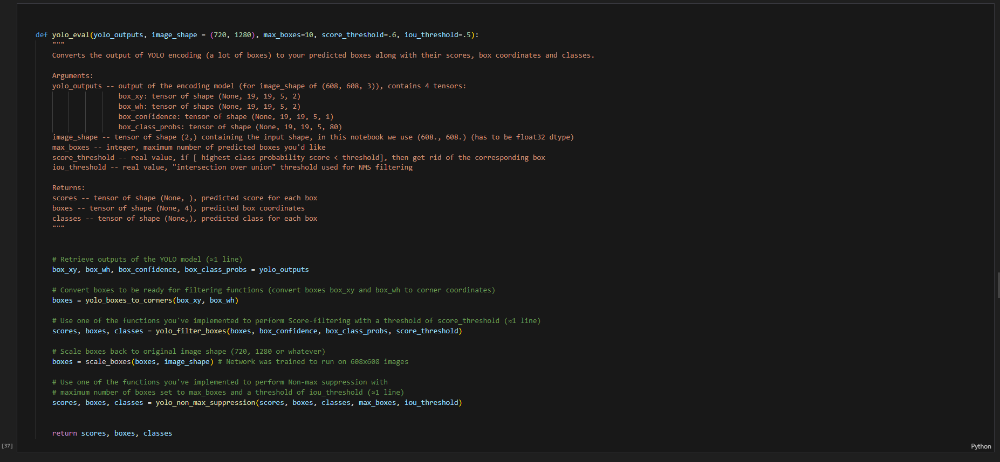 def yolo_eval(yolo_outputs, image_shape = (720, 1280), max_boxes=10, score_threshold=.6, iou_threshold=.5):
"""
Converts the output of YOLO encoding (a lot of boxes) to your predicted boxes along with their scores, box coordinates and classes.
Arguments:
yolo_outputs -- output of the encoding model (for image_shape of (608, 608, 3)), contains 4 tensors:
box_xy: tensor of shape (None, 19, 19, 5, 2)
box_wh: tensor of shape (None, 19, 19, 5, 2)
box_confidence: tensor of shape (None, 19, 19, 5, 1)
box_class_probs: tensor of shape (None, 19, 19, 5, 80)
image_shape -- tensor of shape (2,) containing the input shape, in this notebook we use (608., 608.) (has to be float32 dtype)
max_boxes -- integer, maximum number of predicted boxes you'd like
score_threshold -- real value, if [ highest class probability score < threshold], then get rid of the corresponding box
iou_threshold -- real value, "intersection over union" threshold used for NMS filtering
Returns:
scores -- tensor of shape (None, ), predicted score for each box
boxes -- tensor of shape (None, 4), predicted box coordinates
classes -- tensor of shape (None,), predicted class for each box
"""
# Retrieve outputs of the YOLO model (≈1 line)
box_xy, box_wh, box_confidence, box_class_probs = yolo_outputs
# Convert boxes to be ready for filtering functions (convert boxes box_xy and box_wh to corner coordinates)
boxes = yolo_boxes_to_corners(box_xy, box_wh)
# Use one of the functions you've implemented to perform Score-filtering with a threshold of score_threshold (≈1 line)
scores, boxes, classes = yolo_filter_boxes(boxes, box_confidence, box_class_probs, score_threshold)
# Scale boxes back to original image shape (720, 1280 or whatever)
boxes = scale_boxes(boxes, image_shape) # Network was trained to run on 608x608 images
# Use one of the functions you've implemented to perform Non-max suppression with
# maximum number of boxes set to max_boxes and a threshold of iou_threshold (≈1 line)
scores, boxes, classes = yolo_non_max_suppression(scores, boxes, classes, max_boxes, iou_threshold)
return scores, boxes, classes
[37]
Python